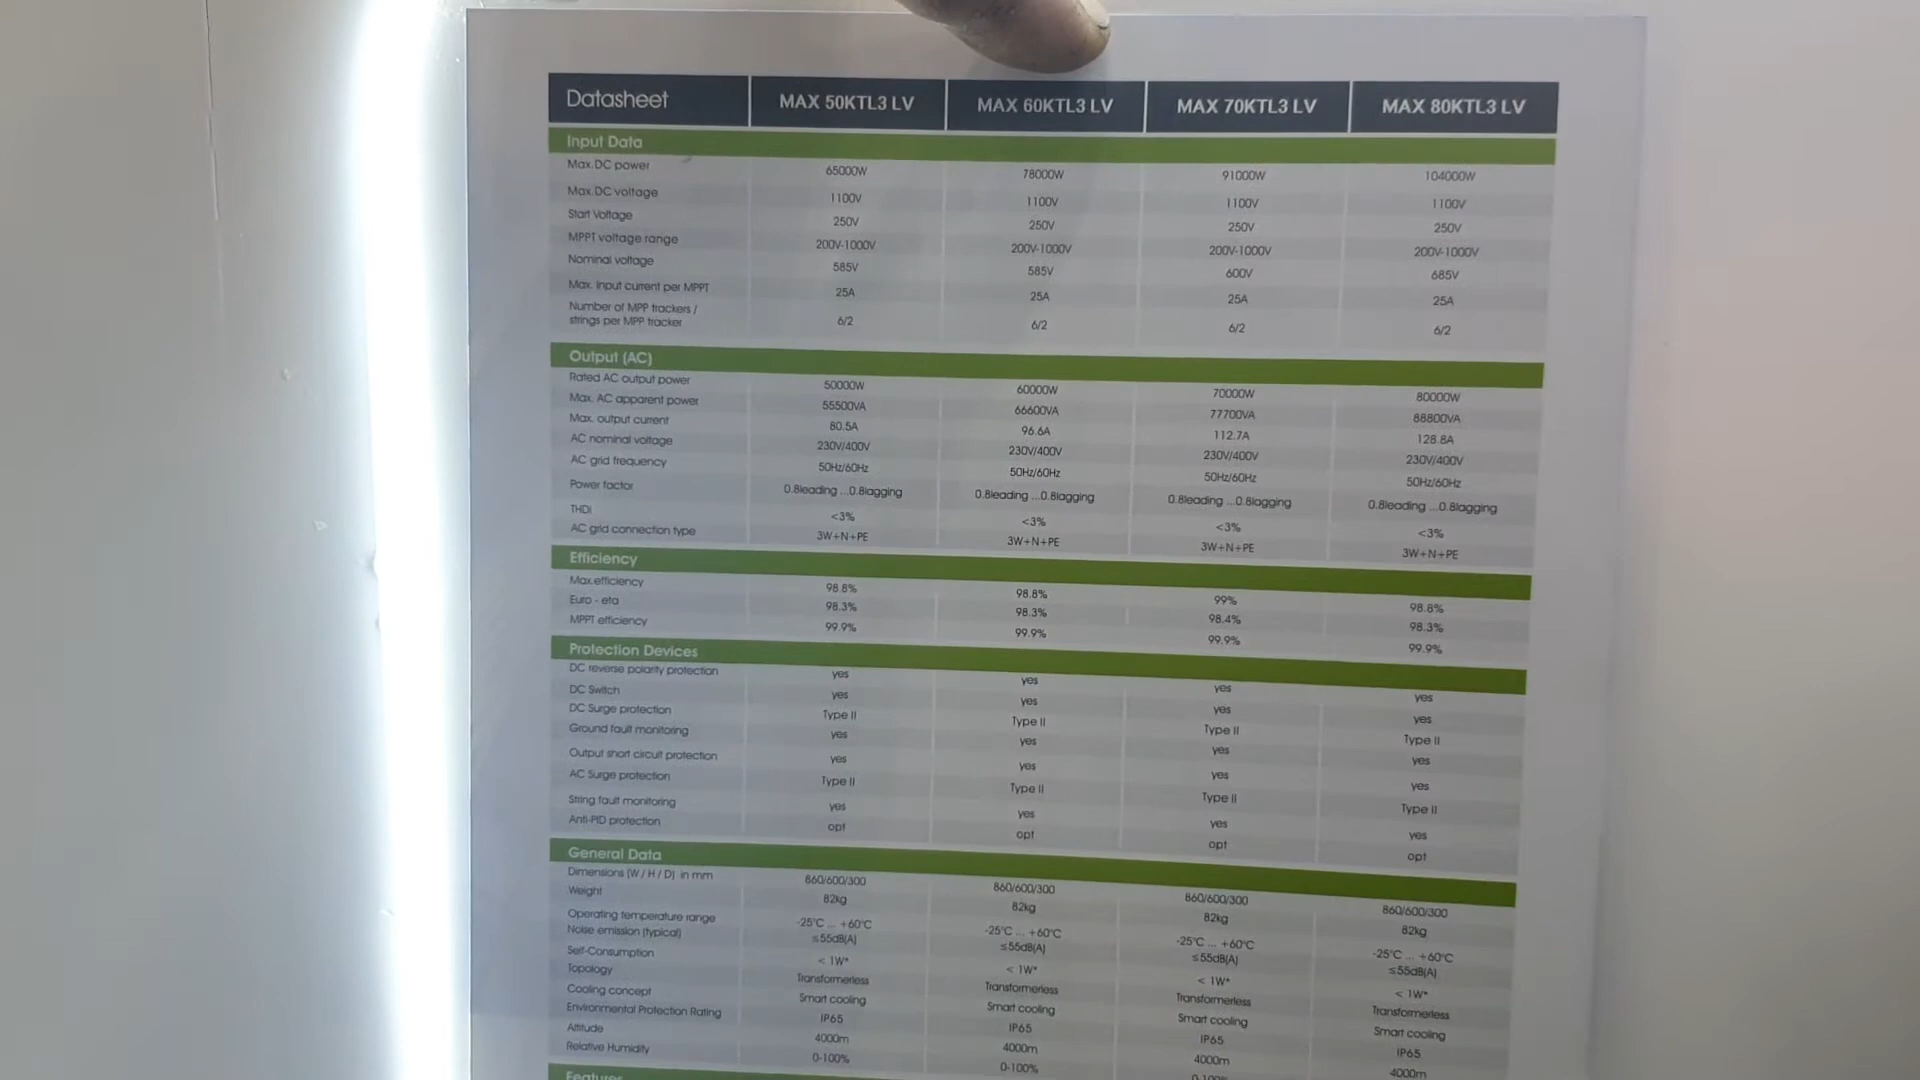 Datasheet MAX 50KTL3 LV MAX 60KTL3 LV MAX 70KTL3 LV MAX 80KTL3 LV
Input Data
Max.DC power 65000W 78000W 91000W 104000W
Max.DC voltage 1100V 1100V 1100V 1100V
Start Voltage 250V 250V 250V 250V
MPPT voltage range 200V-1000V 200V-1000V 200V-1000V 200V-1000V
Nominal voltage 585V 585V 600V 685V
Max. input current per MPPT 25A 25A 25A 25A
Number of MPP trackers /
strings per MPP tracker 6/2 6/2 6/2 6/2
Output (AC)
Rated AC output power 50000W 60000W 70000W 80000W
Max. AC apparent power 55500VA 66600VA 77700VA 88800VA
Max. output current 80.5A 96.6A 112.7A 128.8A
AC nominal voltage 230V/400V 230V/400V 230V/400V 230V/400V
AC grid frequency 50Hz/60Hz 50Hz/60Hz 50Hz/60Hz 50Hz/60Hz
Power factor 0.8leading ...0.8lagging 0.8leading ...0.8lagging 0.8leading ...0.8lagging 0.8leading ...0.8lagging
THDi <3% <3% <3% <3%
AC grid connection type 3W+N+PE 3W+N+PE 3W+N+PE 3W+N+PE
Efficiency
Max.efficiency 98.8% 98.8% 99% 98.8%
Euro - eta 98.3% 98.3% 98.4% 98.3%
MPPT efficiency 99.9% 99.9% 99.9% 99.9%
Protection Devices
DC reverse polarity protection yes yes yes yes
DC Switch yes yes yes yes
DC Surge protection Type II Type II Type II Type II
Ground fault monitoring yes yes yes yes
Output short circuit protection yes yes yes yes
AC Surge protection Type II Type II Type II Type II
String fault monitoring yes yes yes yes
Anti-PID protection opt opt opt opt
General Data
Dimensions (W / H / D) in mm 860/600/300 860/600/300 860/600/300 860/600/300
Weight 82kg 82kg 82kg 82kg
Operating temperature range -25°C ... +60°C -25°C ... +60°C -25°C ... +60°C -25°C ... +60°C
Noise emission (typical) ≤55dB(A) ≤55dB(A) ≤55dB(A) ≤55dB(A)
Self-Consumption < 1W* < 1W* < 1W* < 1W*
Topology Transformerless Transformerless Transformerless Transformerless
Cooling concept Smart cooling Smart cooling Smart cooling Smart cooling
Environmental Protection Rating IP65 IP65 IP65 IP65
Altitude 4000m 4000m 4000m 4000m
Relative Humidity 0-100% 0-100% 0-100%
Features